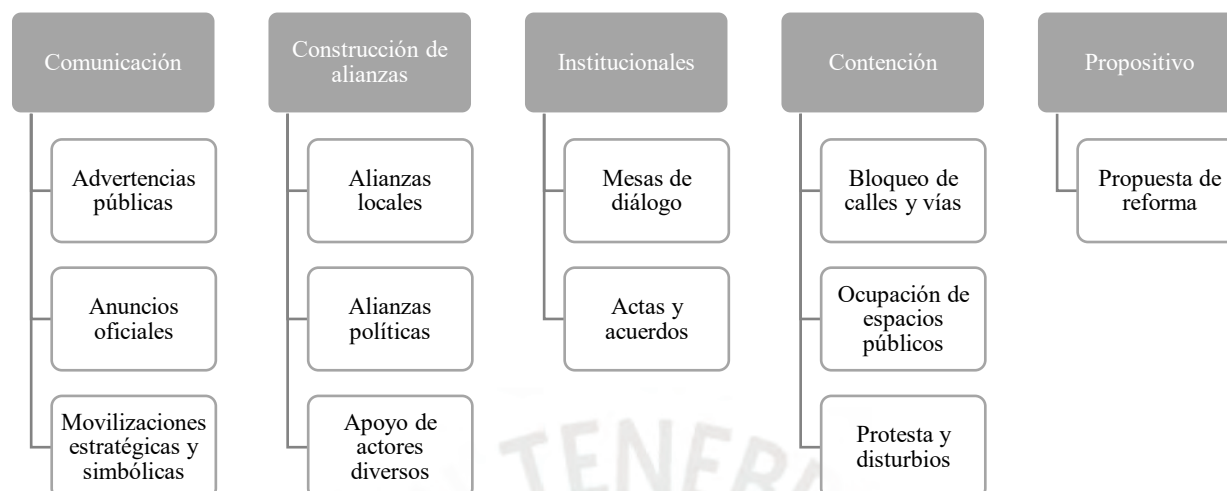 Comunicación
Advertencias
públicas
Anuncios
oficiales
Movilizaciones
estratégicas y
simbólicas
Construcción de
alianzas
Alianzas
locales
Alianzas
políticas
Apoyo de
actores
diversos
Institucionales
Mesas de
diálogo
Actas y
acuerdos
Contención
Bloqueo de
calles y vías
Ocupación de
espacios
públicos
Protesta y
disturbios
Propositivo
Propuesta de
reforma